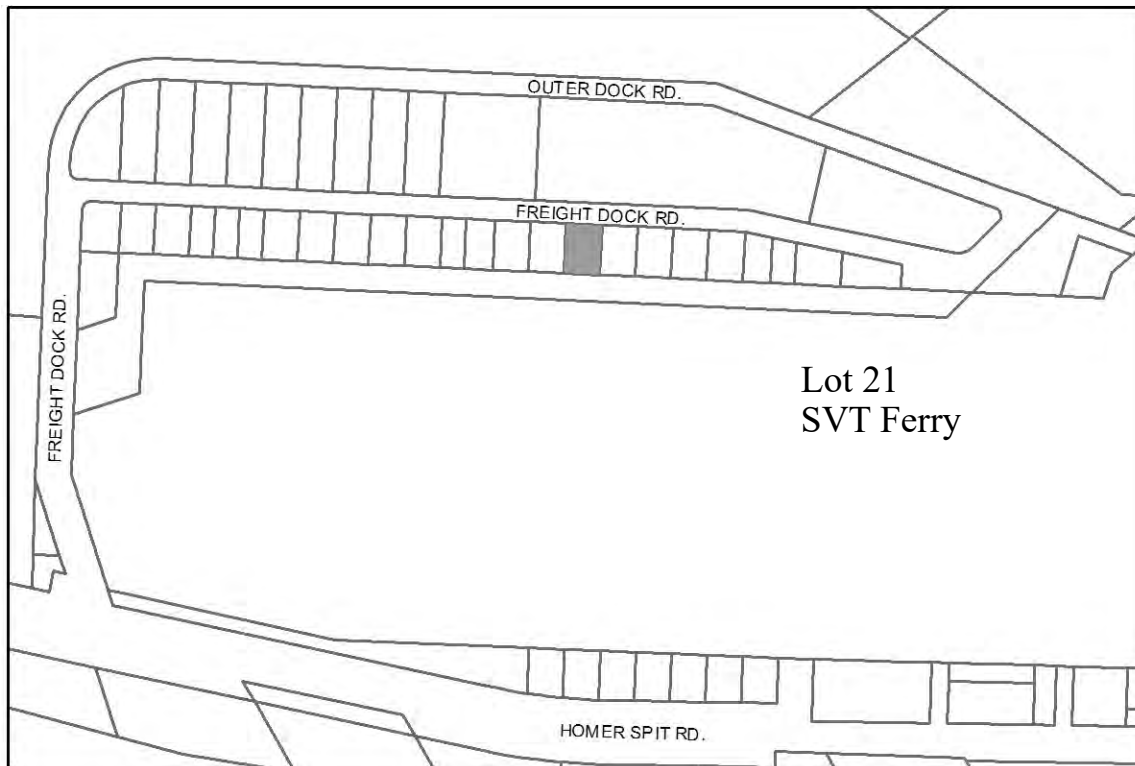 OUTER DOCK RD.
FREIGHT DOCK RD.
FREIGHT DOCK RD.
Lot 21
SVT Ferry
HOMER SPIT RD.